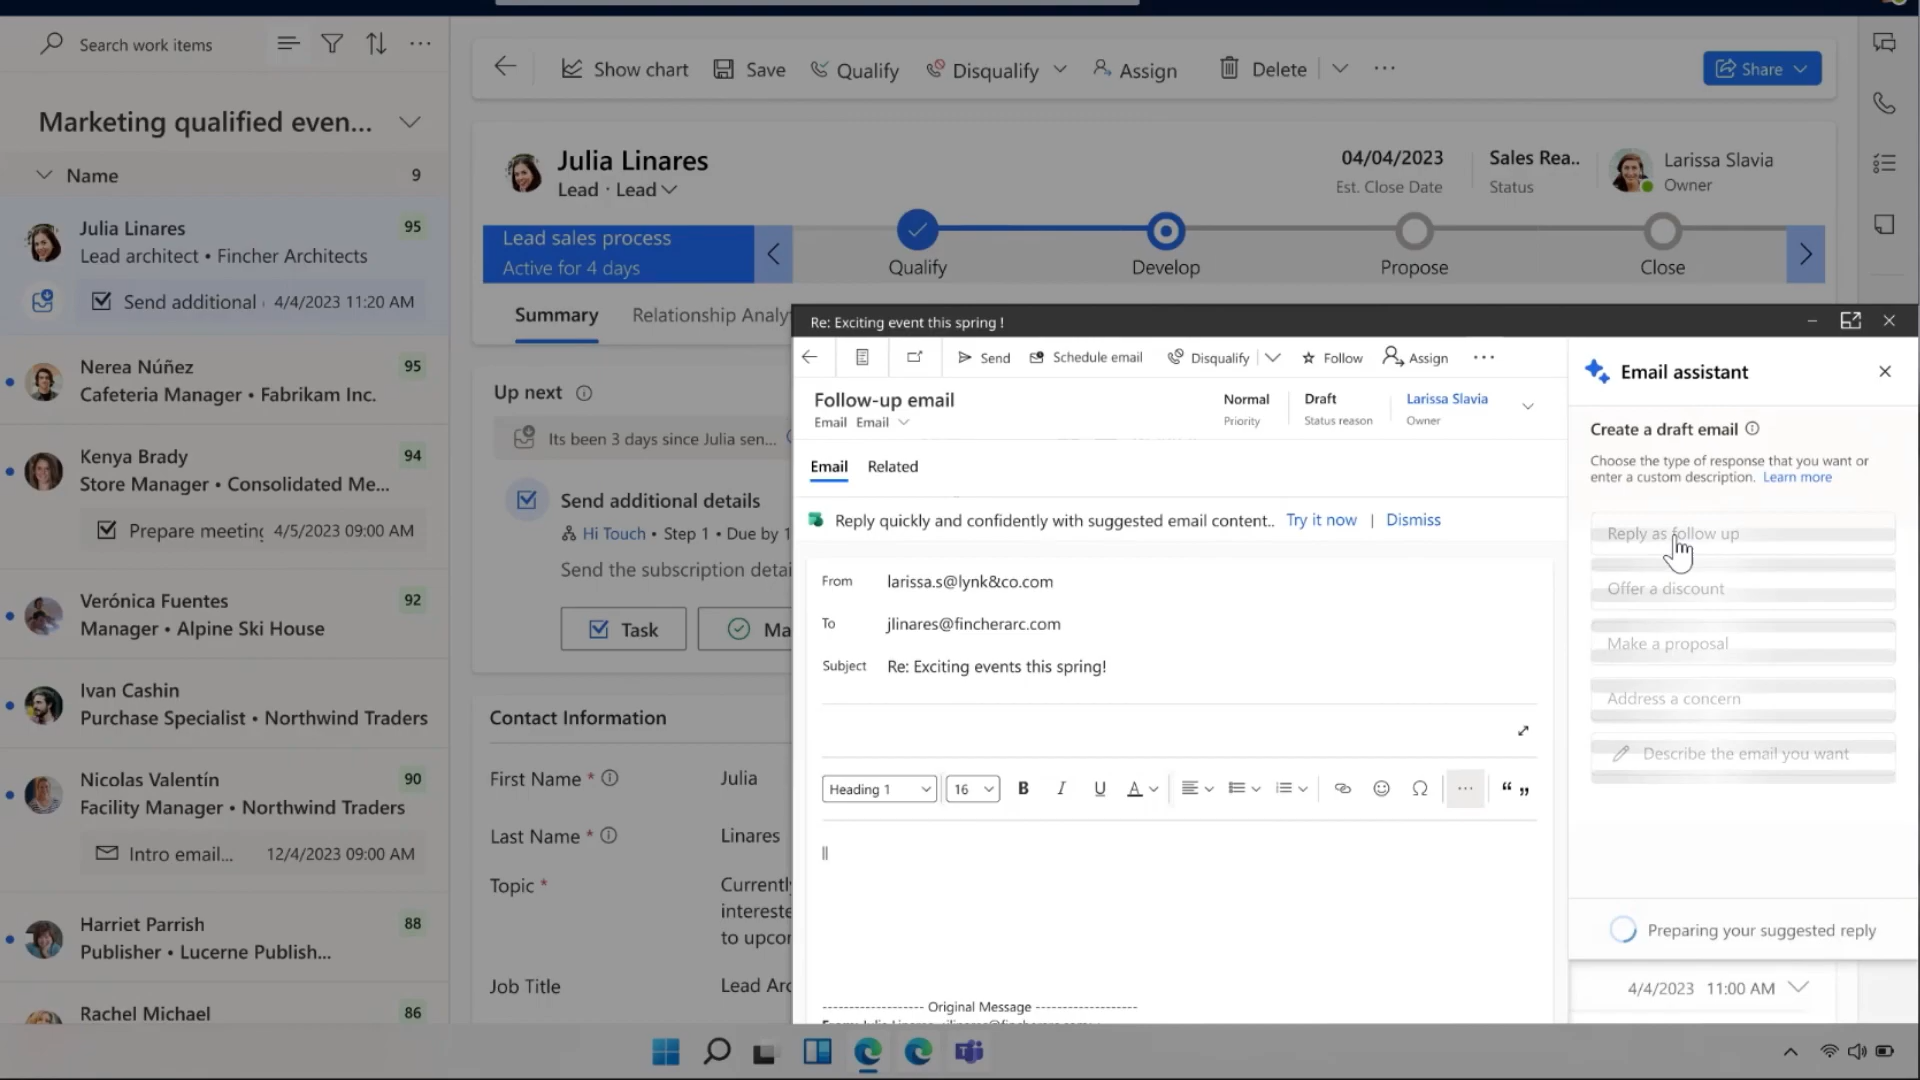 Search work items
Marketing qualified even...
Name 9
Julia Linares 95
Lead architect • Fincher Architects
Send additional 4/4/2023 11:20 AM
Nerea Núñez 95
Cafeteria Manager • Fabrikam Inc.
Kenya Brady 94
Store Manager • Consolidated Me...
Prepare meeting 4/5/2023 09:00 AM
Verónica Fuentes 92
Manager • Alpine Ski House
Ivan Cashin
Purchase Specialist • Northwind Traders
Nicolas Valentín 90
Facility Manager • Northwind Traders
Intro email... 12/4/2023 09:00 AM
Harriet Parrish 88
Publisher • Lucerne Publish...
Rachel Michael 86
Show chart Save Qualify Disqualify Assign Delete Share
Julia Linares
Lead · Lead
04/04/2023
Est. Close Date
Sales Rea..
Status
Larissa Slavia
Owner
Lead sales process
Active for 4 days
Qualify Develop Propose Close
Summary Relationship Analy
Up next
Its been 3 days since Julia sen...
Send additional details
Hi Touch • Step 1 • Due by 1
Send the subscription detai
Task Ma
Contact Information
First Name * Julia
Last Name * Linares
Topic * Currentl
interest
to upco
Job Title Lead Arc
Re: Exciting event this spring !
Send Schedule email Disqualify Follow Assign
Follow-up email
Email Email
Normal
Priority
Draft
Status reason
Larissa Slavia
Owner
Email Related
Reply quickly and confidently with suggested email content.. Try it now | Dismiss
From larissa.s@lynk&co.com
To jlinares@fincherarc.com
Subject Re: Exciting events this spring!
Heading 1 16 B I U A
------------------- Original Message -------------------
Email assistant
Create a draft email
Choose the type of response that you want or
enter a custom description. Learn more
Reply as follow up
Offer a discount
Make a proposal
Address a concern
Describe the email you want
Preparing your suggested reply
4/4/2023 11:00 AM